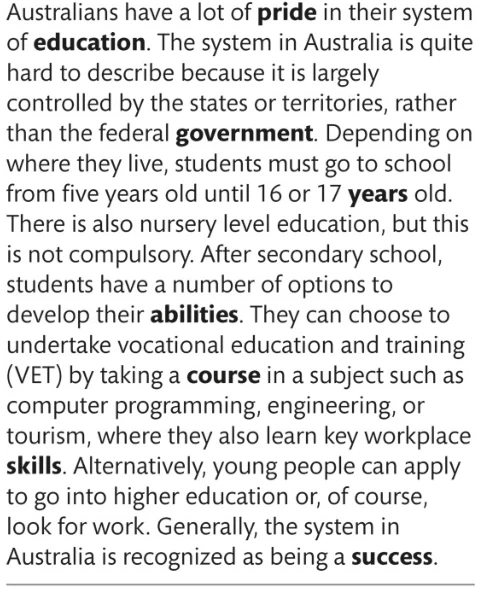 Australians have a lot of pride in their system
of education. The system in Australia is quite
hard to describe because it is largely
controlled by the states or territories, rather
than the federal government. Depending on
where they live, students must go to school
from five years old until 16 or 17 years old.
There is also nursery level education, but this
is not compulsory. After secondary school,
students have a number of options to
develop their abilities. They can choose to
undertake vocational education and training
(VET) by taking a course in a subject such as
computer programming, engineering, or
tourism, where they also learn key workplace
skills. Alternatively, young people can apply
to go into higher education or, of course,
look for work. Generally, the system in
Australia is recognized as being a success.